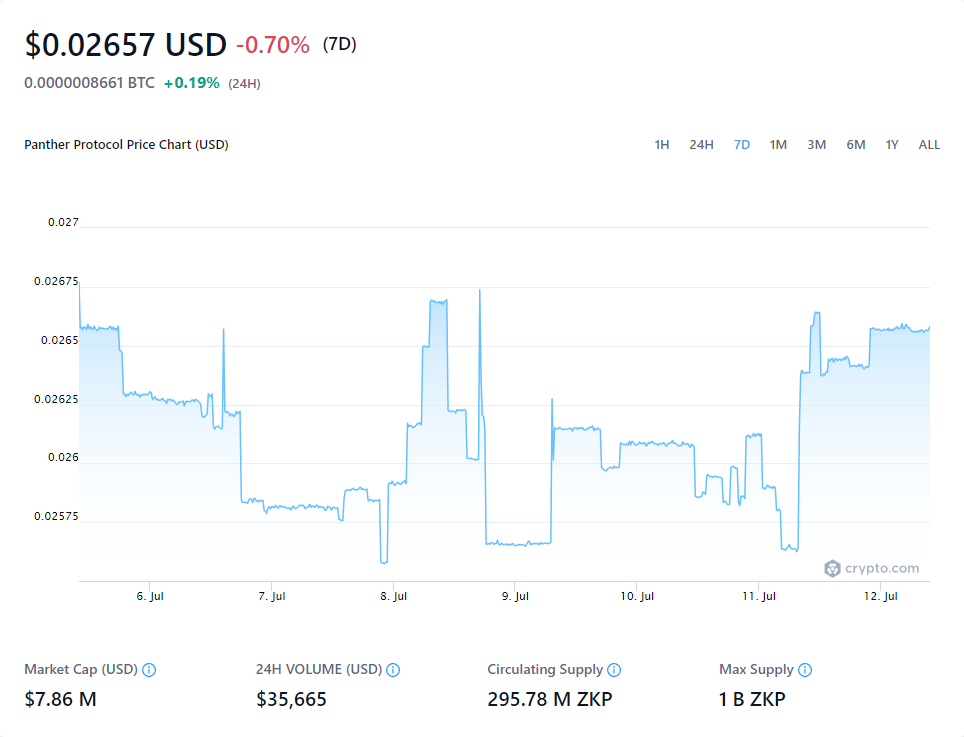 $0.02657 USD -0.70% (7D)
0.0000008661 BTC +0.19% (24H)
Panther Protocol Price Chart (USD) 1H 24H 7D 1M 3M 6M 1Y ALL
0.027
0.02675
0.0265
0.02625
0.026
0.02575
crypto.com
6. Jul 7. Jul 8. Jul 9. Jul 10. Jul 11. Jul 12. Jul
Market Cap (USD) 24H VOLUME (USD) Circulating Supply Max Supply
$7.86 M $35,665 295.78 M ZKP 1 B ZKP